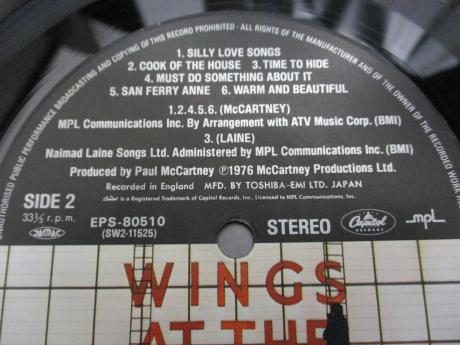 UNAUTHORISED PUBLIC PERFORMANCE BROADCASTING AND COPYING OF THIS RECORD PROHIBITED · ALL RIGHTS OF THE MANUFACTURER AND OF THE OWNER OF THE RECORDED WORK
1. SILLY LOVE SONGS
2. COOK OF THE HOUSE 3. TIME TO HIDE
4. MUST DO SOMETHING ABOUT IT
5. SAN FERRY ANNE 6. WARM AND BEAUTIFUL
1.2.4.5.6. (McCARTNEY)
MPL Communications Inc. By Arrangement with ATV Music Corp. (BMI)
3. (LAINE)
Naimad Laine Songs Ltd. Administered by MPL Communications Inc. (BMI)
Produced by Paul McCartney ℗1976 McCartney Productions Ltd.
Recorded in England MFD. BY TOSHIBA-EMI LTD. JAPAN
Capitol is a Registered Trademark of Capitol Records, Inc. Licensed to MPL Communications, Inc.
SIDE 2
33⅓ r.p.m.
EPS-80510
(SW2-11525)
STEREO
Capitol
RECORDS
mpl
WINGS
AT THE